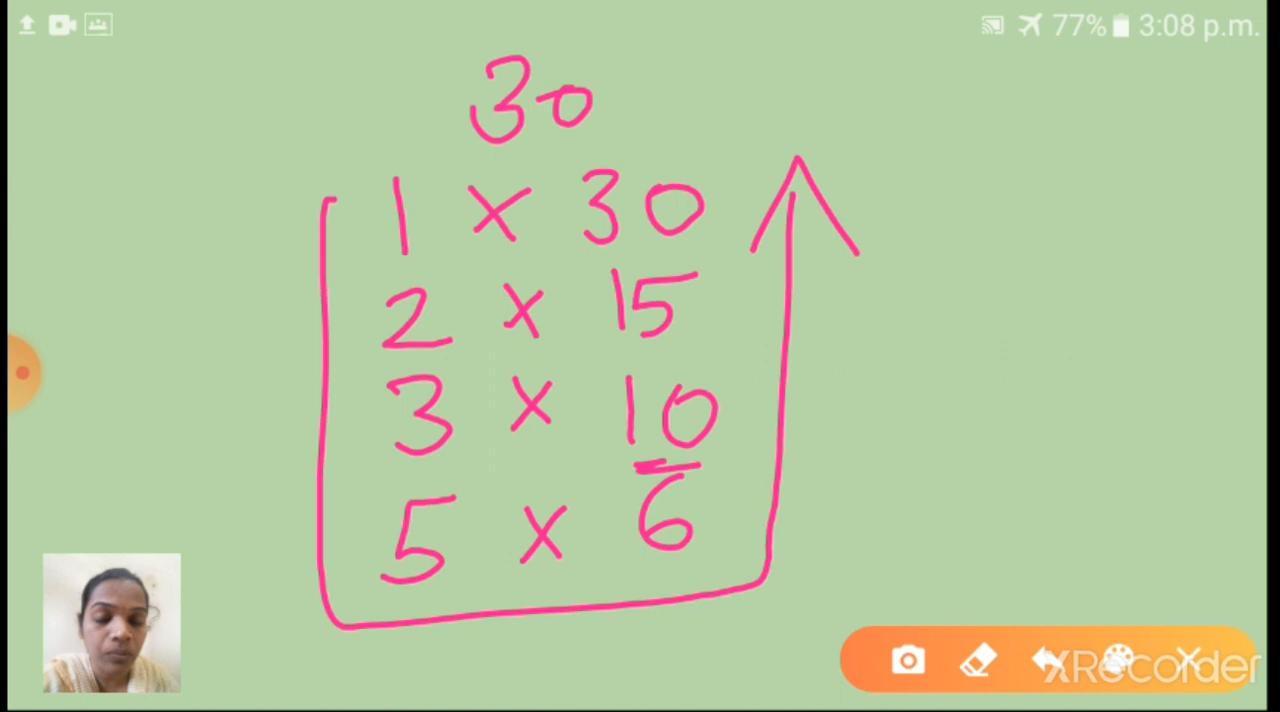 77% 3:08 p.m.
30
1 × 30
2 × 15
3 × 10
5 × 6
XRecorder